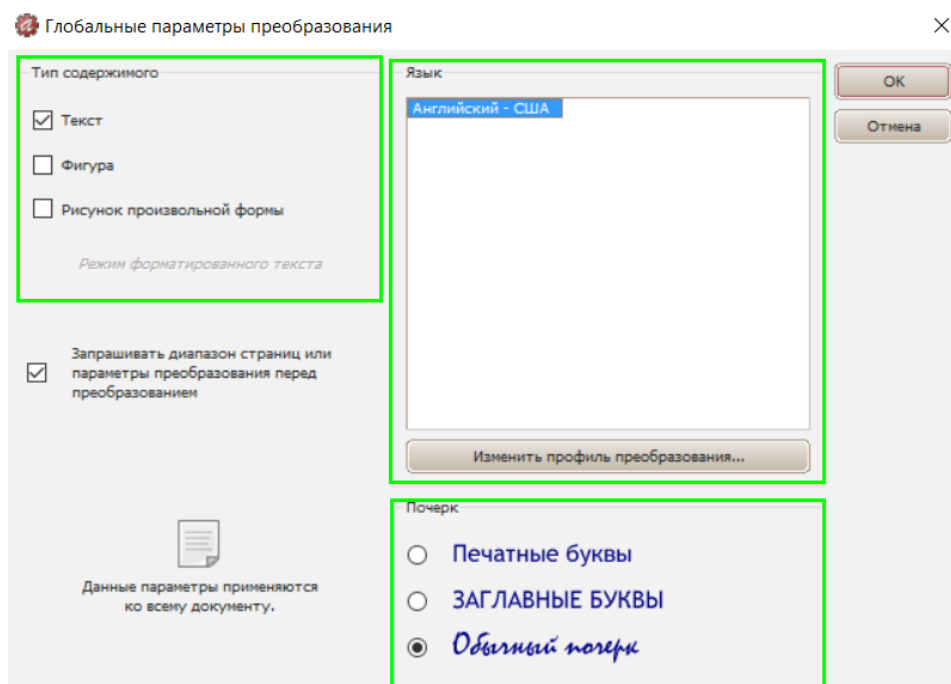 Глобальные параметры преобразования
Тип содержимого
Текст
Фигура
Рисунок произвольной формы
Режим форматированного текста
Запрашивать диапазон страниц или
параметры преобразования перед
преобразованием
Данные параметры применяются
ко всему документу.
Язык
Английский - США
Изменить профиль преобразования...
Почерк
Печатные буквы
ЗАГЛАВНЫЕ БУКВЫ
Обычный почерк
ОК
Отмена